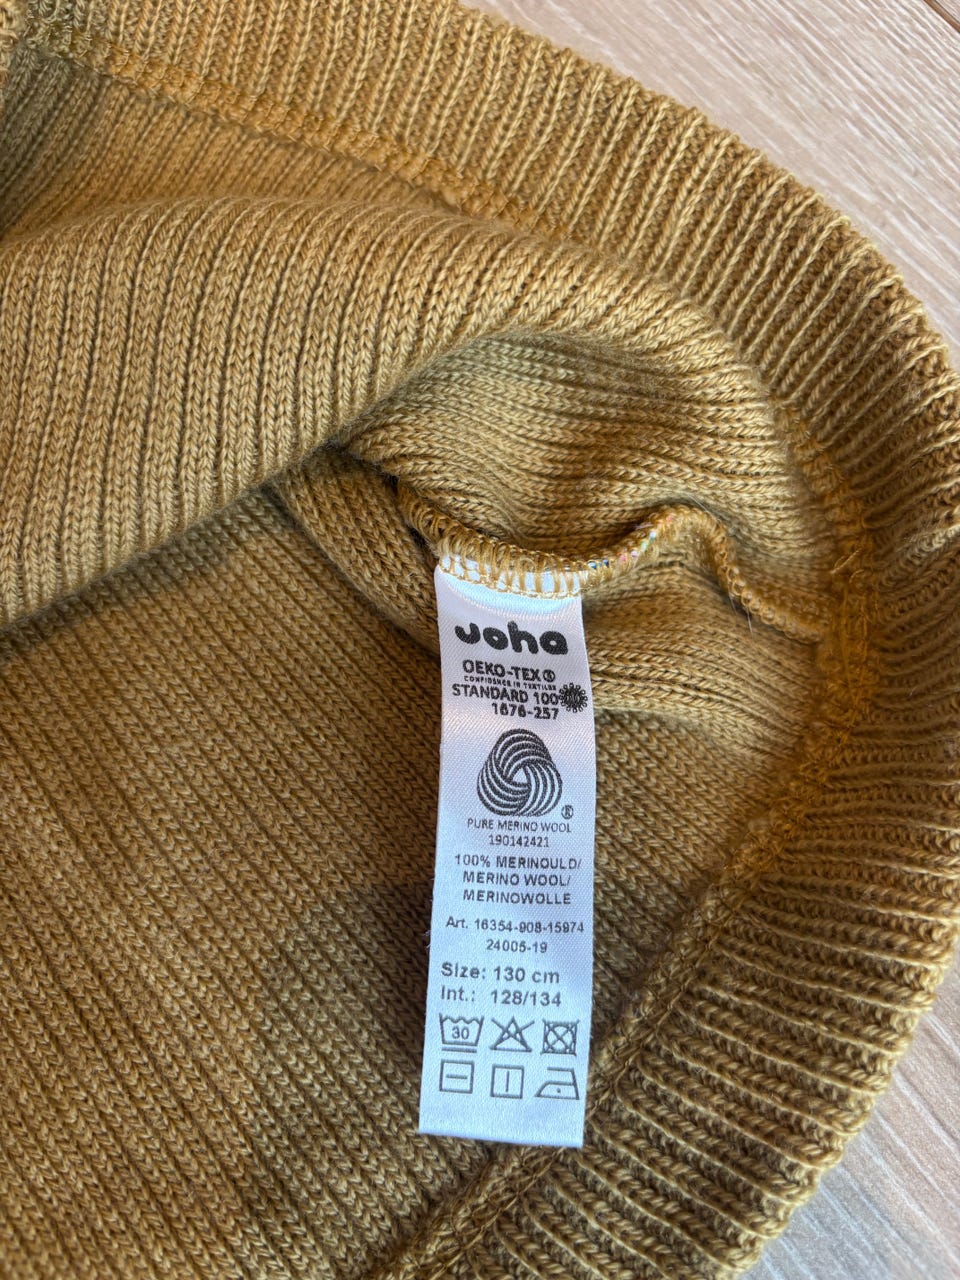 Joha
OEKO-TEX®
CONFIDENCE IN TEXTILES
STANDARD 100
1676-257
®
PURE MERINO WOOL
190142421
100% MERINOULD/
MERINO WOOL/
MERINOWOLLE
Art. 16354-908-15974
24005-19
Size: 130 cm
Int.: 128/134
30